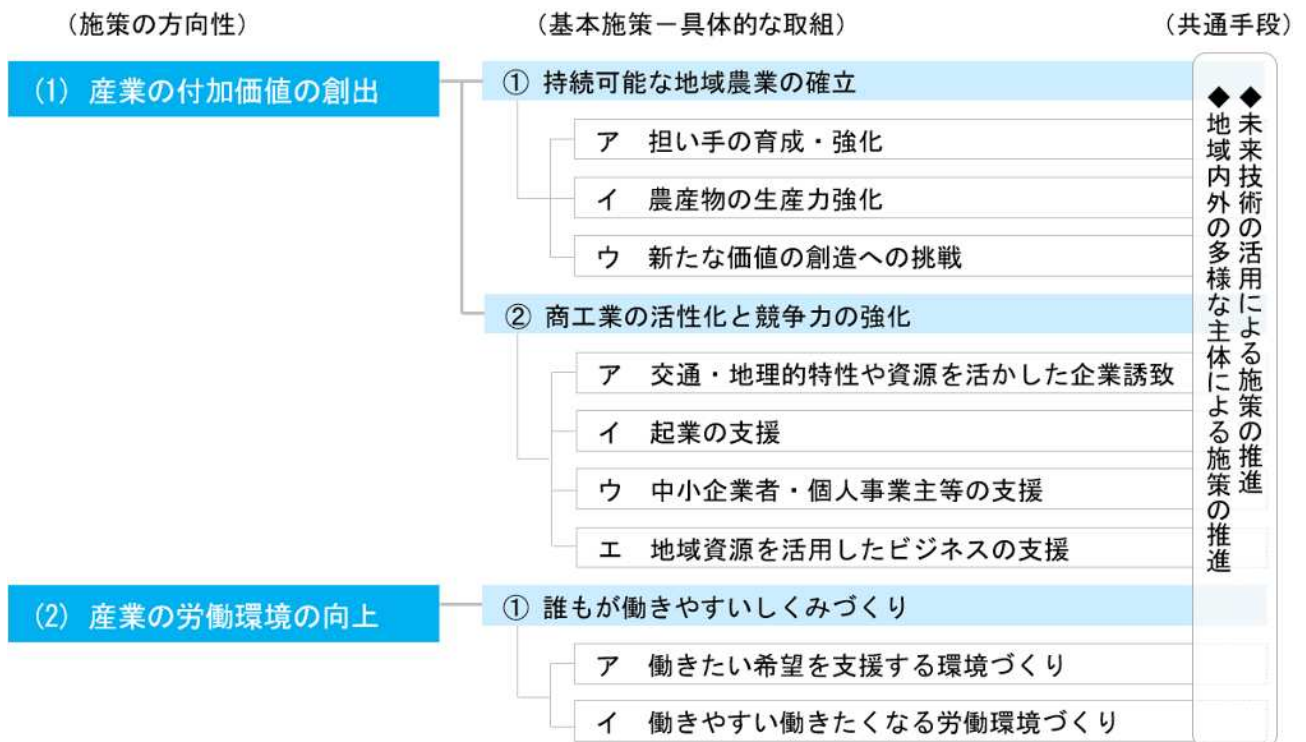 （施策の方向性）
（基本施策－具体的な取組）
（共通手段）
(1) 産業の付加価値の創出
① 持続可能な地域農業の確立
ア 担い手の育成・強化
イ 農産物の生産力強化
ウ 新たな価値の創造への挑戦
② 商工業の活性化と競争力の強化
ア 交通・地理的特性や資源を活かした企業誘致
イ 起業の支援
ウ 中小企業者・個人事業主等の支援
エ 地域資源を活用したビジネスの支援
(2) 産業の労働環境の向上
① 誰もが働きやすいしくみづくり
ア 働きたい希望を支援する環境づくり
イ 働きやすい働きたくなる労働環境づくり
◆未来技術の活用による施策の推進
◆地域内外の多様な主体による施策の推進